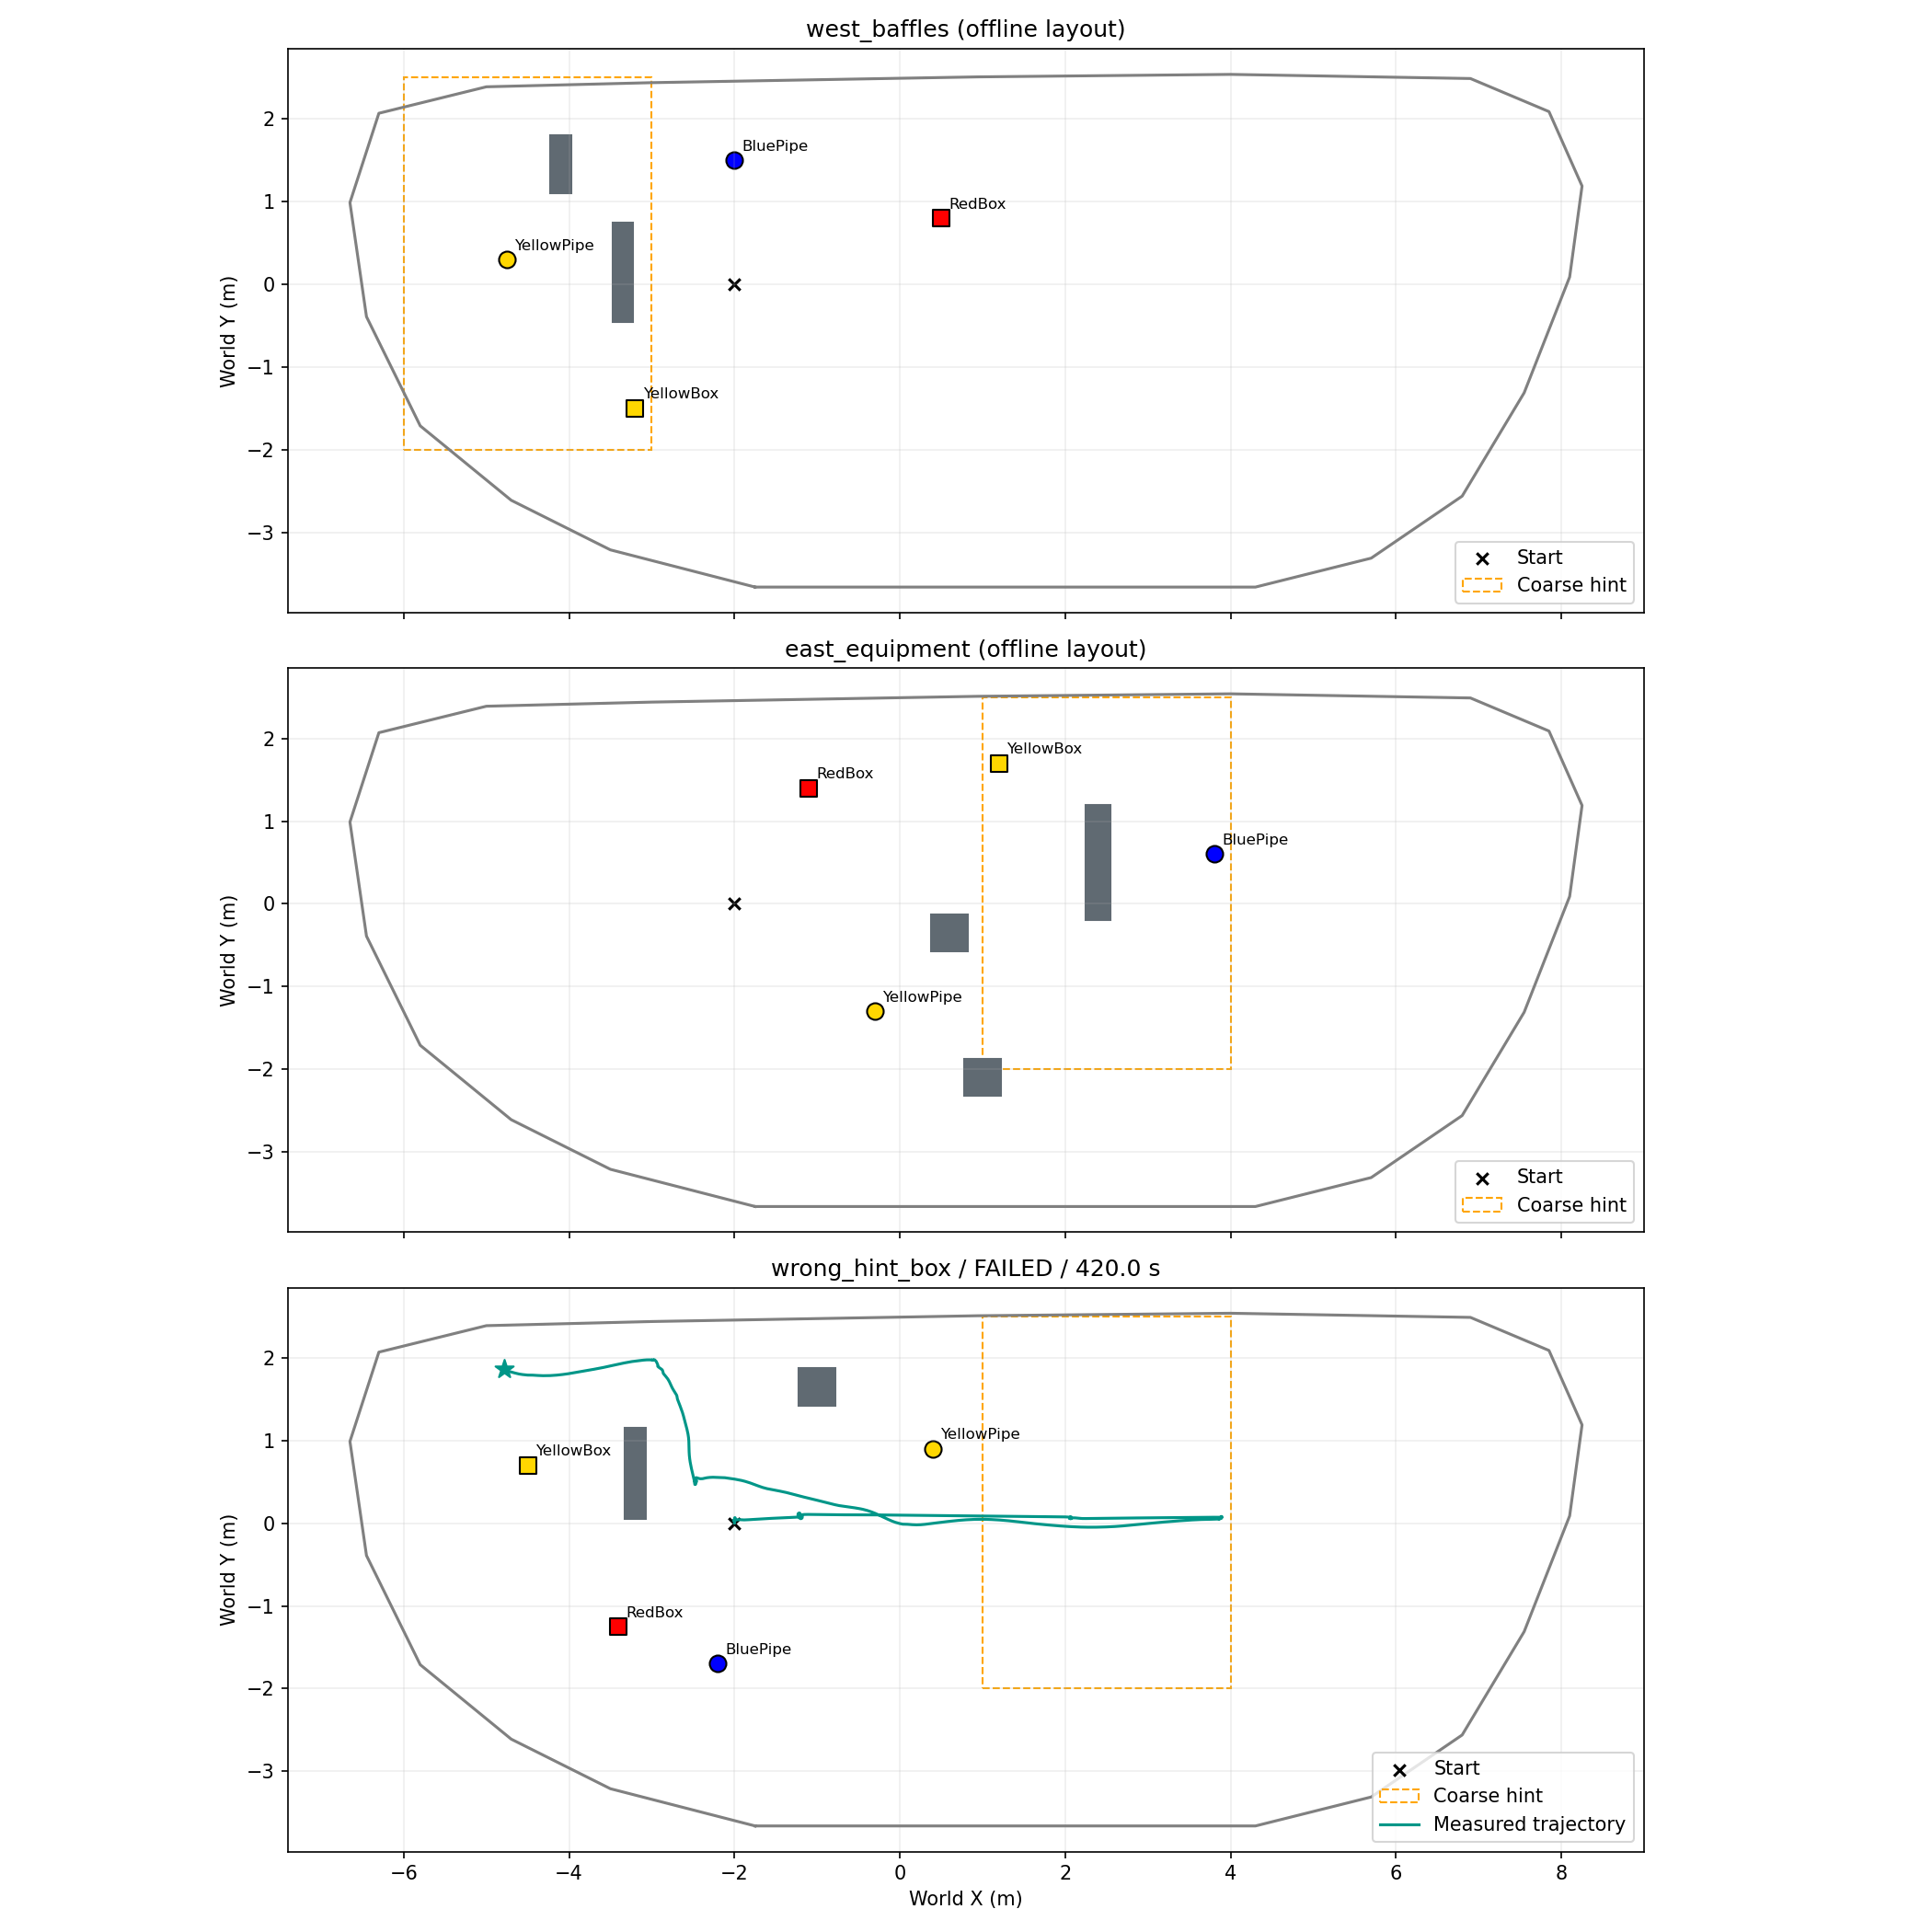 west_baffles (offline layout)
World Y (m)
2
1
0
−1
−2
−3
BluePipe
RedBox
YellowPipe
YellowBox
Start
Coarse hint
east_equipment (offline layout)
World Y (m)
2
1
0
−1
−2
−3
YellowBox
RedBox
BluePipe
YellowPipe
Start
Coarse hint
wrong_hint_box / FAILED / 420.0 s
World Y (m)
2
1
0
−1
−2
−3
YellowPipe
YellowBox
RedBox
BluePipe
Start
Coarse hint
Measured trajectory
−6 −4 −2 0 2 4 6 8
World X (m)